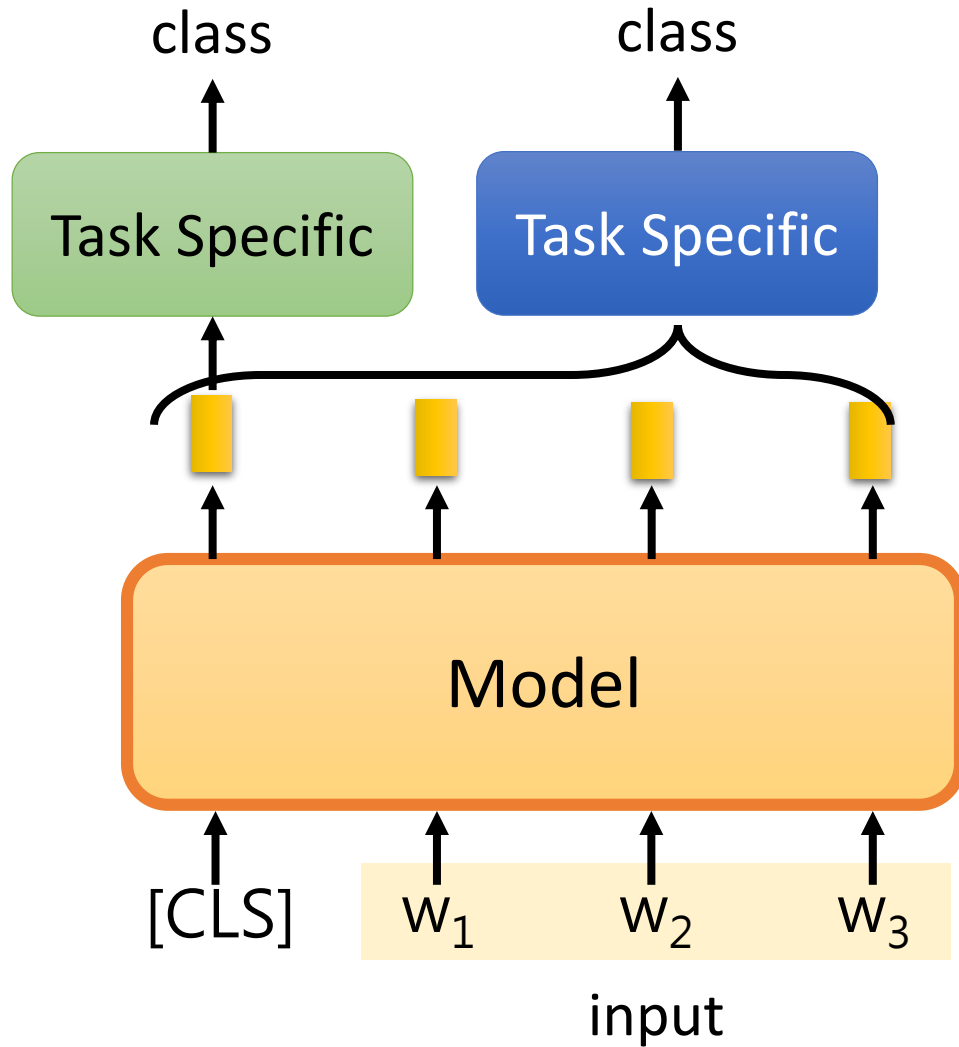 class class
Task Specific Task Specific
Model
[CLS] w₁ w₂ w₃
input